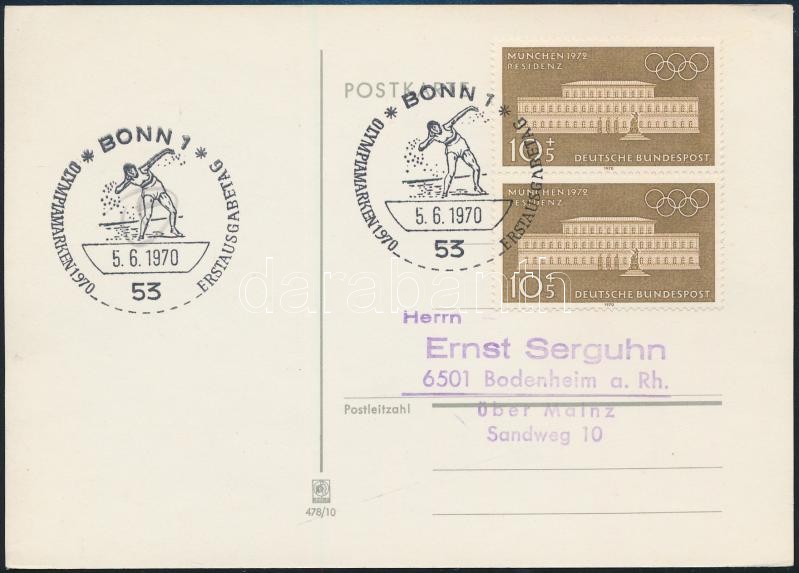 * BONN 1 *
OLYMPIAMARKEN 1970
ERSTAUSGABETAG
5.6.1970
53
POSTKARTE
* BONN 1 *
OLYMPIAMARKEN 1970
ERSTAUSGABETAG
5.6.1970
53
MÜNCHEN 1972
RESIDENZ
10+5
DEUTSCHE BUNDESPOST
1970
MÜNCHEN 1972
RESIDENZ
10+5
DEUTSCHE BUNDESPOST
1970
darabanth
Herrn
Ernst Serguhn
6501 Bodenheim a. Rh.
Postleitzahl
über Mainz
Sandweg 10
478/10